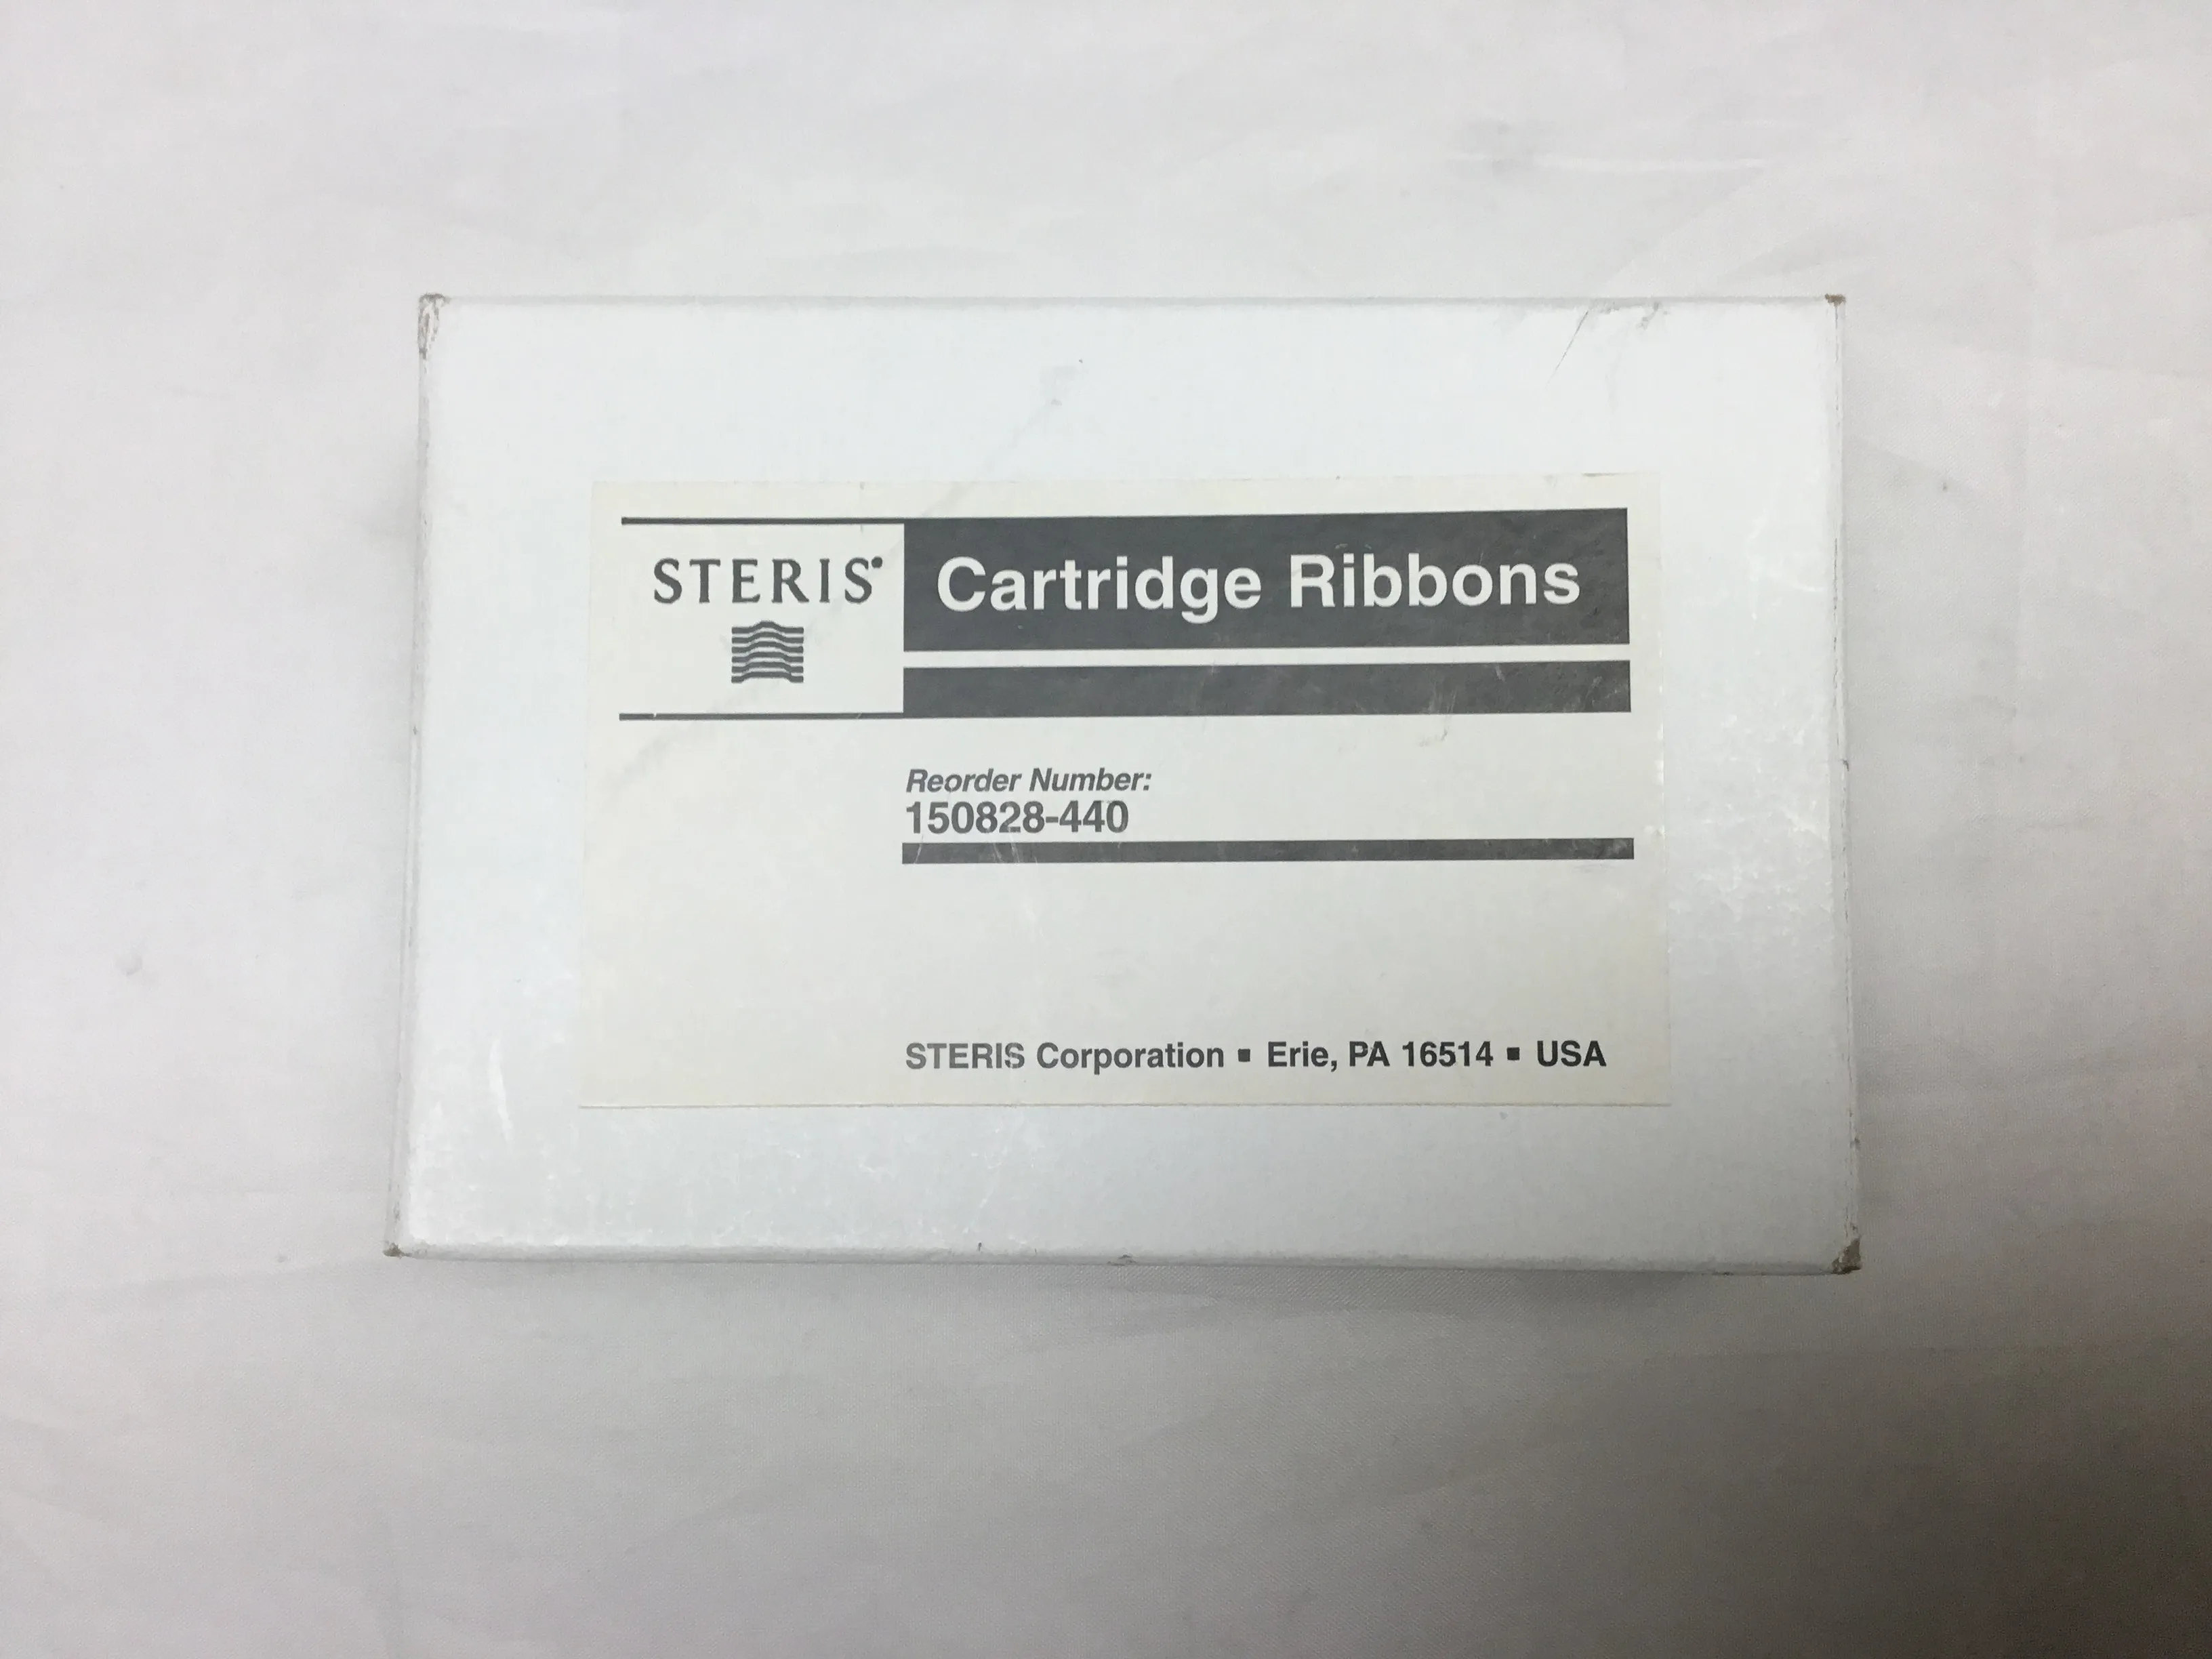 STERIS
Cartridge Ribbons
Reorder Number:
150828-440
STERIS Corporation ▪ Erie, PA 16514 ▪ USA